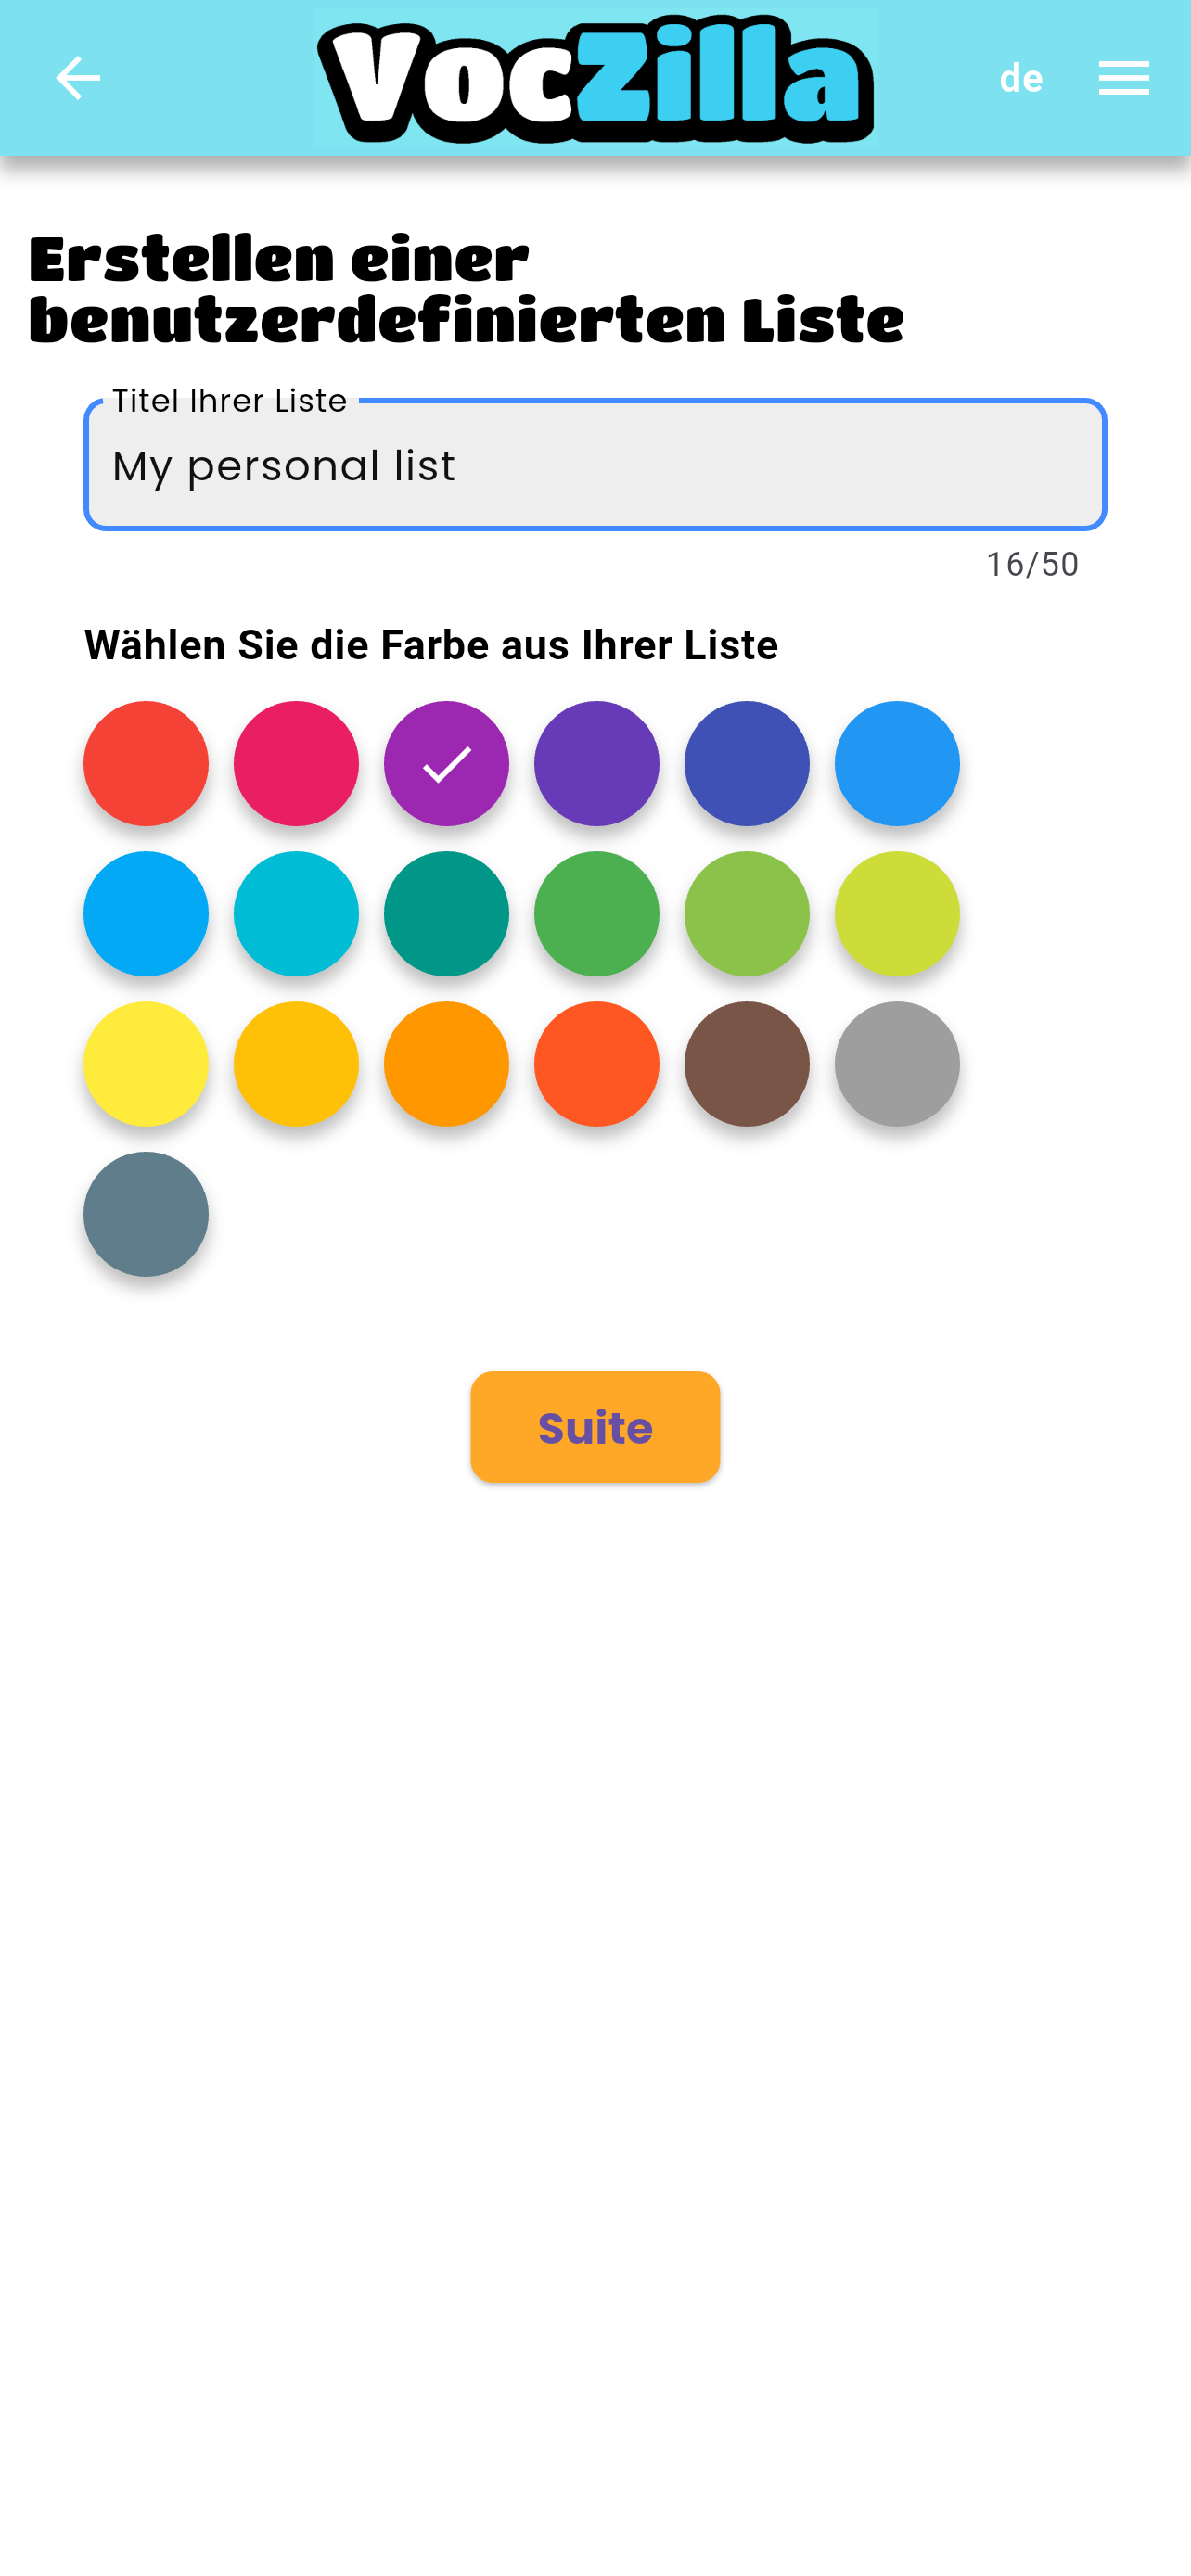 VocZilla
de
Erstellen einer
benutzerdefinierten Liste
Titel Ihrer Liste
My personal list
16/50
Wählen Sie die Farbe aus Ihrer Liste
Suite